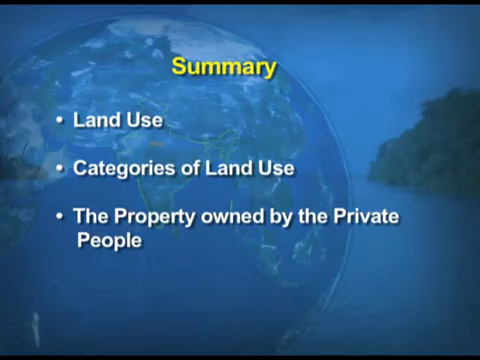 Summary
• Land Use
• Categories of Land Use
• The Property owned by the Private
People